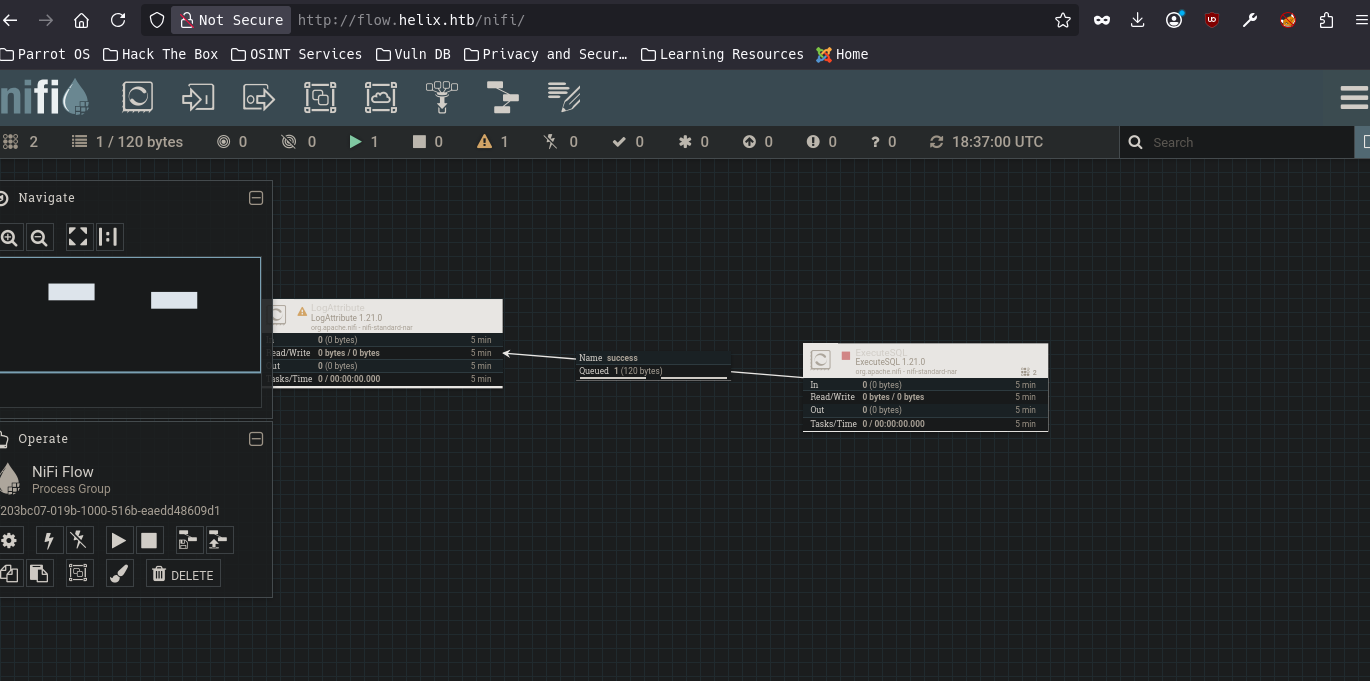 Not Secure http://flow.helix.htb/nifi/
Parrot OS Hack The Box OSINT Services Vuln DB Privacy and Secur… Learning Resources Home
nifi
2 1 / 120 bytes 0 0 1 0 1 0 0 0 0 0 ? 0 18:37:00 UTC Search
Navigate
LogAttribute
LogAttribute 1.21.0
org.apache.nifi - nifi-standard-nar
0 (0 bytes) 5 min
ead/Write 0 bytes / 0 bytes 5 min
ut 0 (0 bytes) 5 min
asks/Time 0 / 00:00:00.000 5 min
Name success
Queued 1 (120 bytes)
ExecuteSQL
ExecuteSQL 1.21.0
org.apache.nifi - nifi-standard-nar
2
In 0 (0 bytes) 5 min
Read/Write 0 bytes / 0 bytes 5 min
Out 0 (0 bytes) 5 min
Tasks/Time 0 / 00:00:00.000 5 min
Operate
NiFi Flow
Process Group
203bc07-019b-1000-516b-eaedd48609d1
DELETE